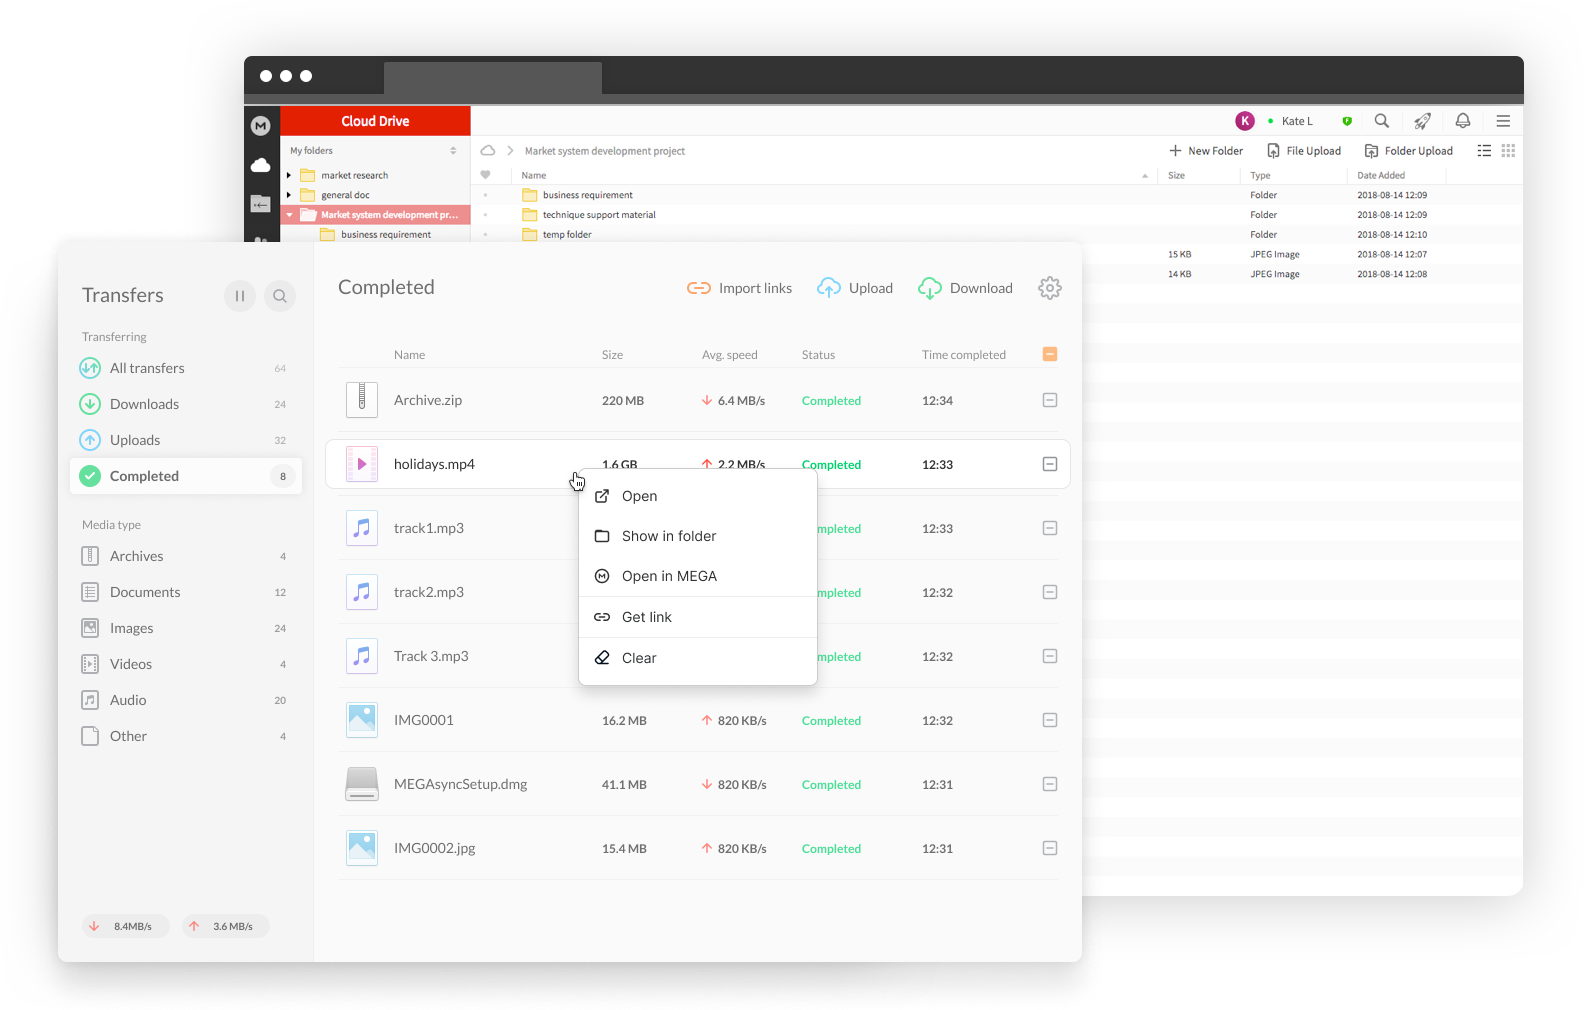 Cloud Drive
K
Kate L
My folders
Market system development project
New Folder
File Upload
Folder Upload
Name
Size
Type
Date Added
market research
general doc
Market system development pr...
business requirement
business requirement
Folder
2018-08-14 12:09
technique support material
Folder
2018-08-14 12:09
temp folder
Folder
2018-08-14 12:10
15 KB
JPEG Image
2018-08-14 12:07
14 KB
JPEG Image
2018-08-14 12:08
Transfers
Transferring
All transfers 64
Downloads 24
Uploads 32
Completed 8
Media type
Archives 4
Documents 12
Images 24
Videos 4
Audio 20
Other 4
8.4MB/s
3.6 MB/s
Completed
Import links
Upload
Download
Name Size Avg. speed Status Time completed
Archive.zip 220 MB 6.4 MB/s Completed 12:34
holidays.mp4 1.6 GB 2.2 MB/s Completed 12:33
track1.mp3 mpleted 12:33
track2.mp3 mpleted 12:32
Track 3.mp3 mpleted 12:32
IMG0001 16.2 MB 820 KB/s Completed 12:32
MEGAsyncSetup.dmg 41.1 MB 820 KB/s Completed 12:31
IMG0002.jpg 15.4 MB 820 KB/s Completed 12:31
Open
Show in folder
Open in MEGA
Get link
Clear